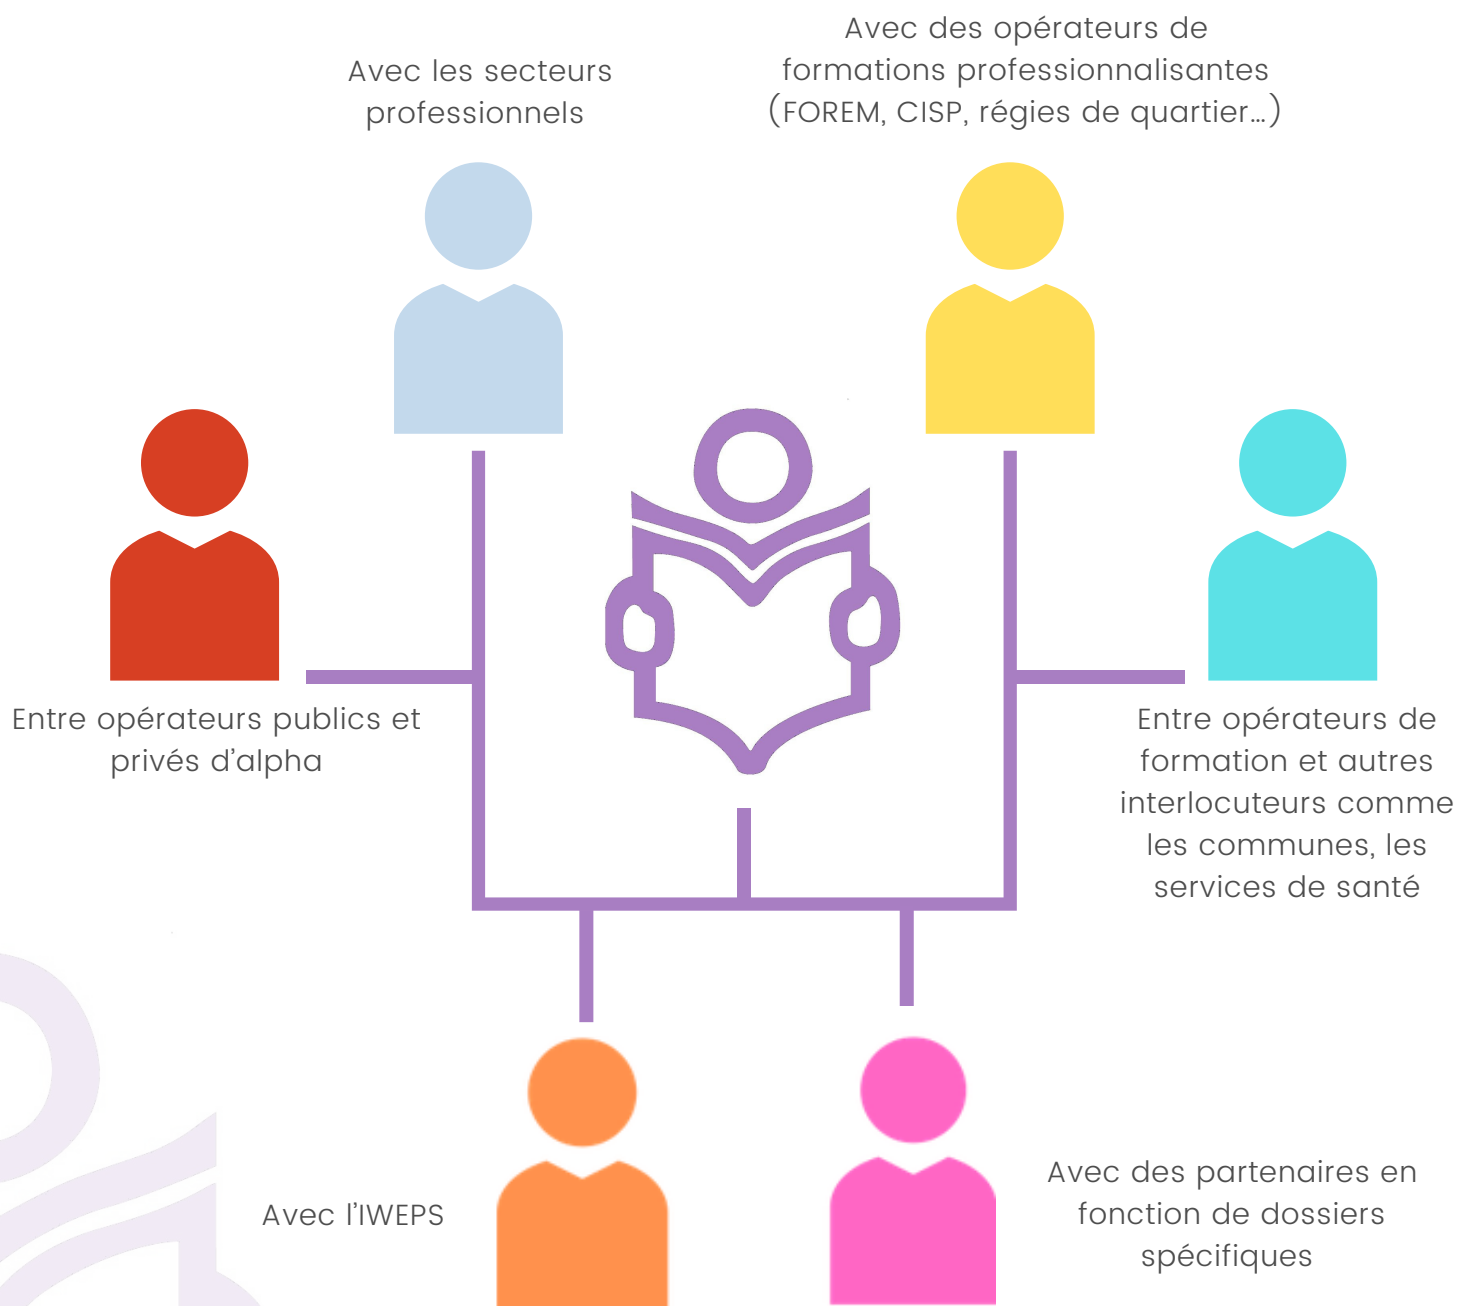 Avec les secteurs
professionnels
Avec des opérateurs de
formations professionnalisantes
(FOREM, CISP, régies de quartier...)
Entre opérateurs publics et
privés d'alpha
Entre opérateurs de
formation et autres
interlocuteurs comme
les communes, les
services de santé
Avec l'IWEPS
Avec des partenaires en
fonction de dossiers
spécifiques